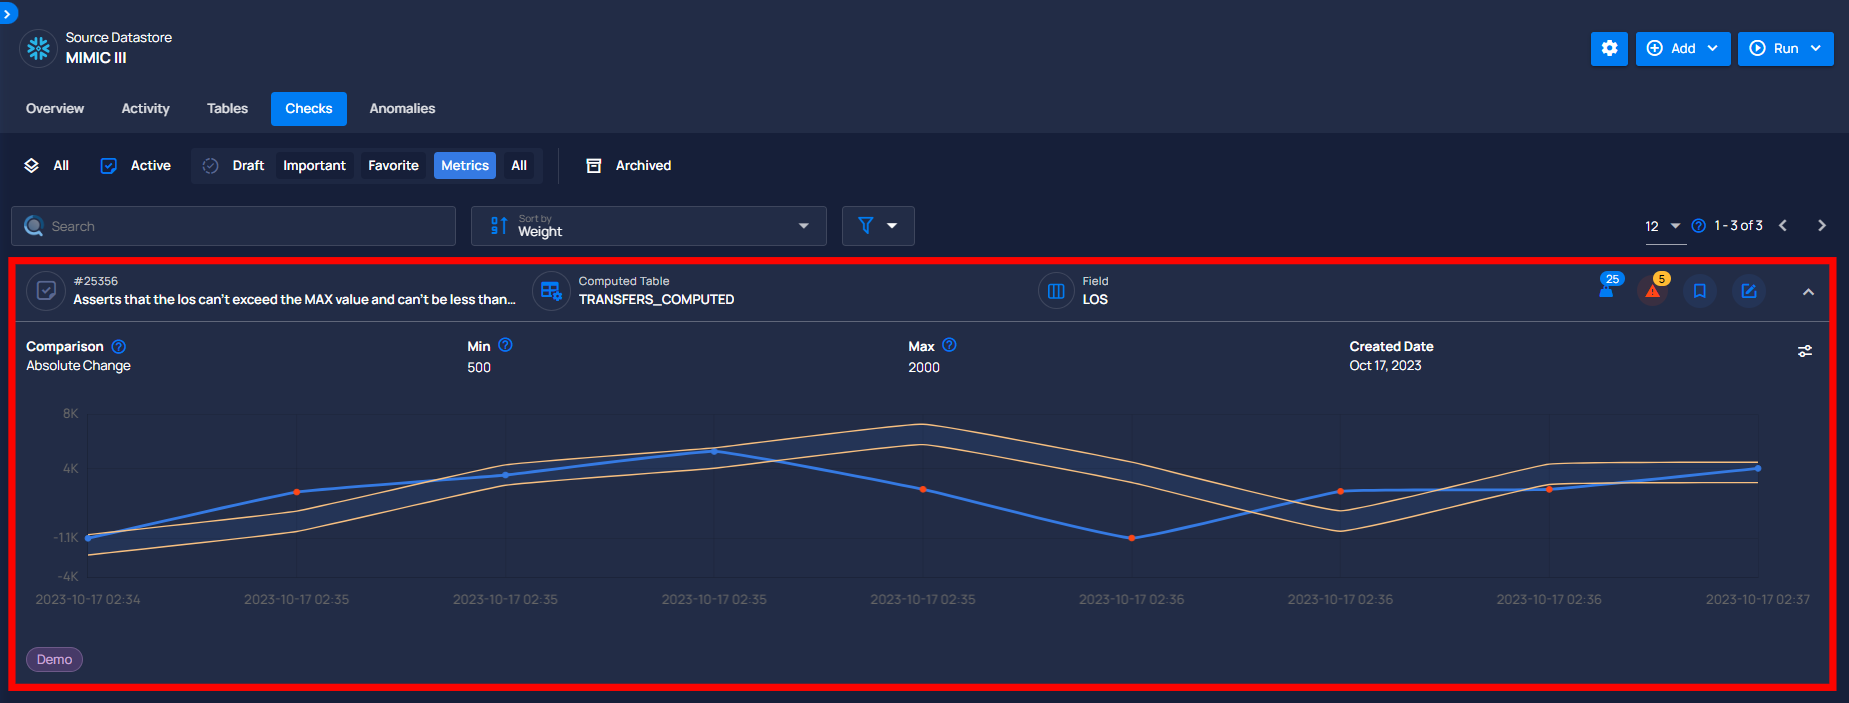 Source Datastore
MIMIC III
Add
Run
Overview Activity Tables Checks Anomalies
All Active Draft Important Favorite Metrics All Archived
Search
Sort by
Weight
12 1 - 3 of 3
#25356
Asserts that the los can't exceed the MAX value and can't be less than...
Computed Table
TRANSFERS_COMPUTED
Field
LOS
25
5
Comparison
Absolute Change
Min
500
Max
2000
Created Date
Oct 17, 2023
8K
4K
-1.1K
-4K
2023-10-17 02:34 2023-10-17 02:35 2023-10-17 02:35 2023-10-17 02:35 2023-10-17 02:35 2023-10-17 02:36 2023-10-17 02:36 2023-10-17 02:36 2023-10-17 02:37
Demo